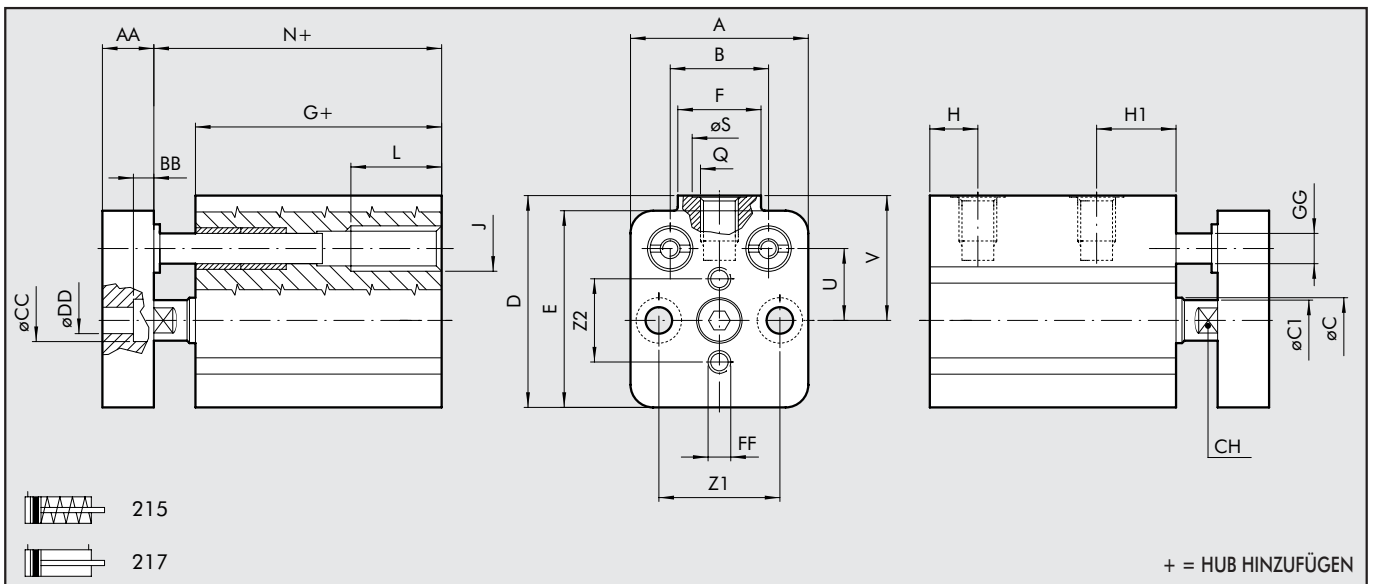 AA
N+
G+
L
BB
J
øCC
øDD
A
B
F
øS
Q
D
E
Z2
U
V
FF
Z1
H
H1
GG
øC1
øC
CH
215
217
+ = HUB HINZUFÜGEN